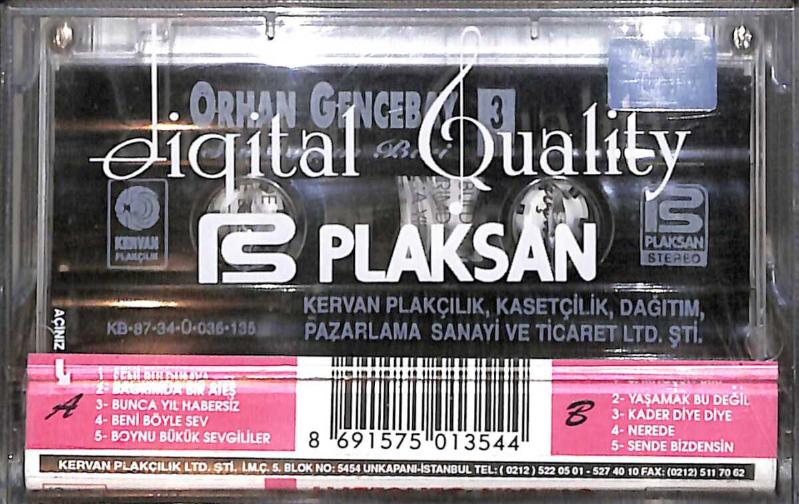 ORHAN GENCEBAY 3
Digital Quality
KERVAN
PLAKÇILIK
PLAKSAN
PLAKSAN
STEREO
KERVAN PLAKÇILIK, KASETÇİLİK, DAĞITIM,
KB-87-34-Ü-036-135
PAZARLAMA SANAYİ VE TİCARET LTD. ŞTİ.
AÇINIZ
A
2- BAĞRIMDA BİR ATEŞ
3- BUNCA YIL HABERSİZ
4- BENİ BÖYLE SEV
5- BOYNU BÜKÜK SEVGİLİLER
8 691575 013544
B
2- YAŞAMAK BU DEĞİL
3- KADER DİYE DİYE
4- NEREDE
5- SENDE BİZDENSİN
KERVAN PLAKÇILIK LTD. ŞTİ. İ.M.Ç. 5. BLOK NO: 5454 UNKAPANI-İSTANBUL TEL: ( 0212 ) 522 05 01 - 527 40 10 FAX: (0212) 511 70 62